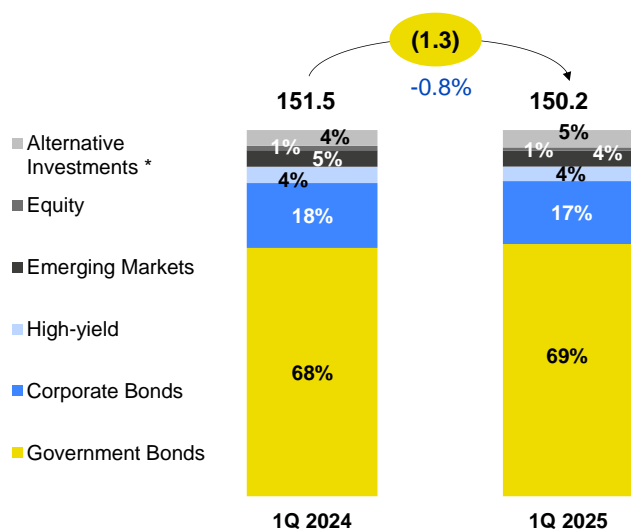 (1.3)
-0.8%
151.5
150.2
Alternative
Investments *
Equity
Emerging Markets
High-yield
Corporate Bonds
Government Bonds
4%
1%
5%
4%
18%
68%
5%
1%
4%
4%
17%
69%
1Q 2024
1Q 2025